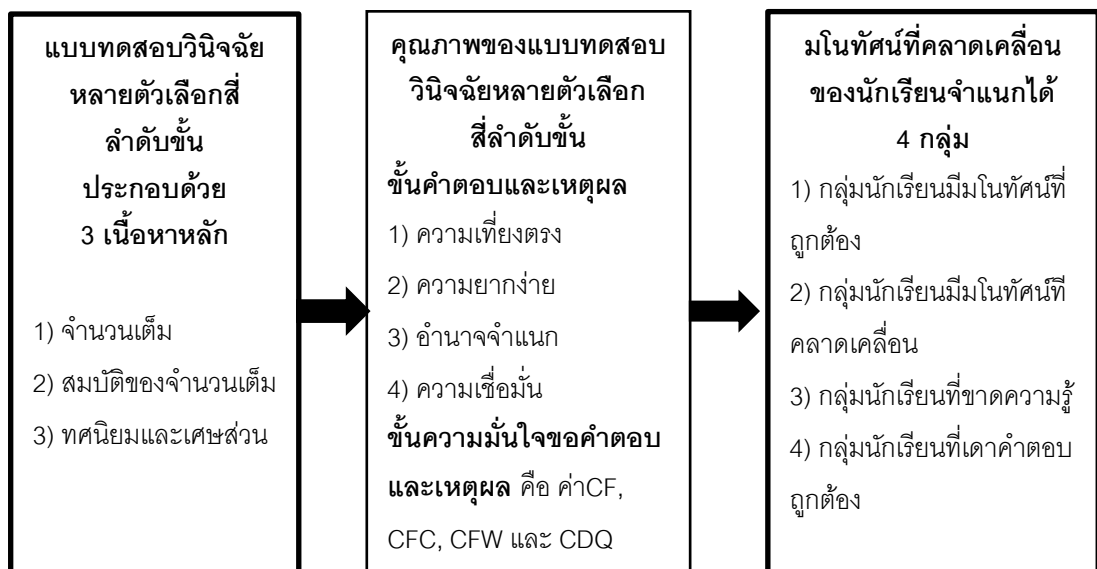 แบบทดสอบวินิจฉัย
หลายตัวเลือกสี่
ลำดับขั้น
ประกอบด้วย
3 เนื้อหาหลัก
1) จำนวนเต็ม
2) สมบัติของจำนวนเต็ม
3) ทศนิยมและเศษส่วน
คุณภาพของแบบทดสอบ
วินิจฉัยหลายตัวเลือก
สี่ลำดับขั้น
ขั้นคำตอบและเหตุผล
1) ความเที่ยงตรง
2) ความยากง่าย
3) อำนาจจำแนก
4) ความเชื่อมั่น
ขั้นความมั่นใจขอคำตอบ
และเหตุผล คือ ค่าCF,
CFC, CFW และ CDQ
มโนทัศน์ที่คลาดเคลื่อน
ของนักเรียนจำแนกได้
4 กลุ่ม
1) กลุ่มนักเรียนมีมโนทัศน์ที่
ถูกต้อง
2) กลุ่มนักเรียนมีมโนทัศน์ที
คลาดเคลื่อน
3) กลุ่มนักเรียนที่ขาดความรู้
4) กลุ่มนักเรียนที่เดาคำตอบ
ถูกต้อง